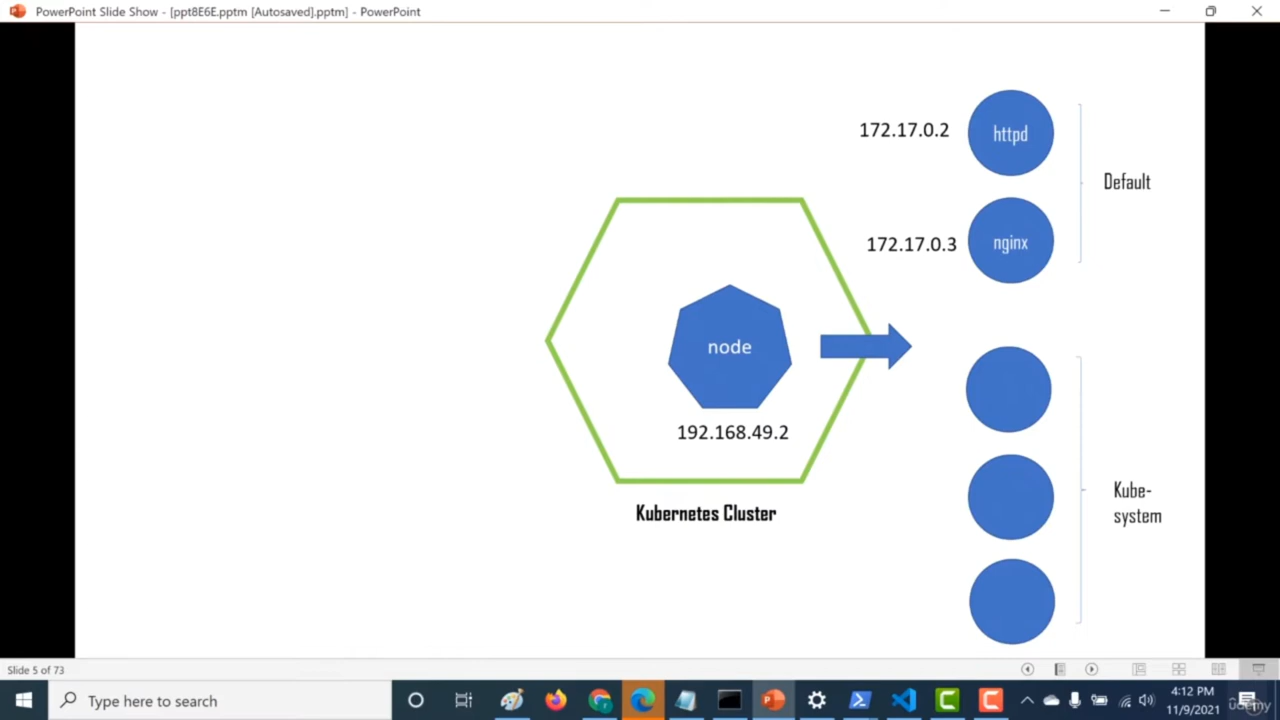 PowerPoint Slide Show - [ppt8E6E.pptm [Autosaved].pptm] - PowerPoint
172.17.0.2
httpd
Default
172.17.0.3
nginx
node
192.168.49.2
Kubernetes Cluster
Kube-
system
Slide 5 of 73
Type here to search
4:12 PM
11/9/2021
udemy